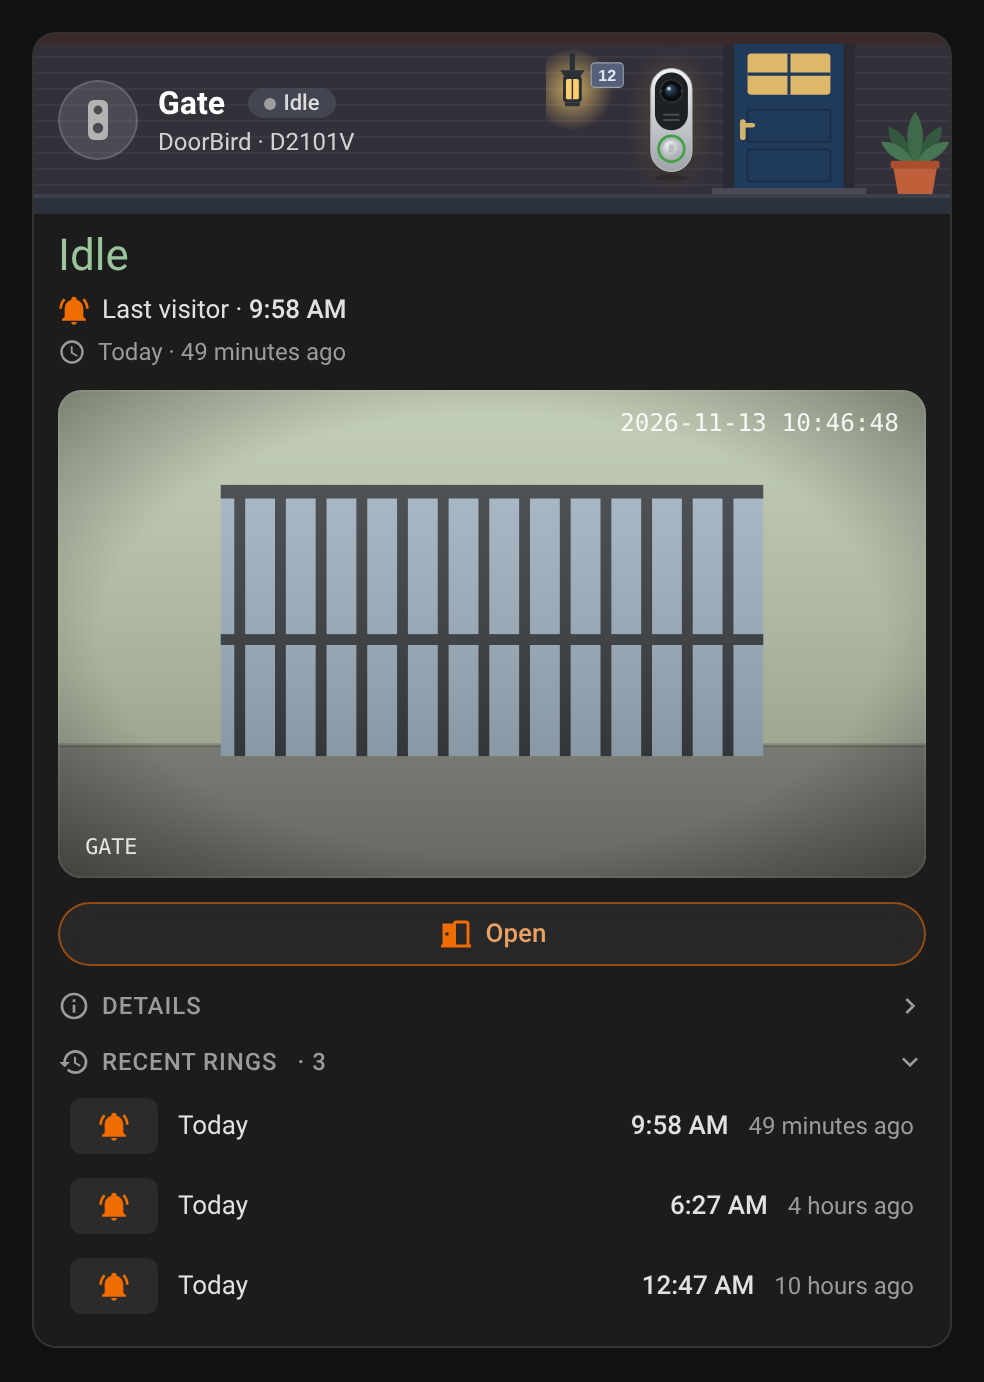 Gate
Idle
DoorBird · D2101V
12
Idle
Last visitor · 9:58 AM
Today · 49 minutes ago
2026-11-13 10:46:48
GATE
Open
DETAILS
RECENT RINGS · 3
Today 9:58 AM 49 minutes ago
Today 6:27 AM 4 hours ago
Today 12:47 AM 10 hours ago